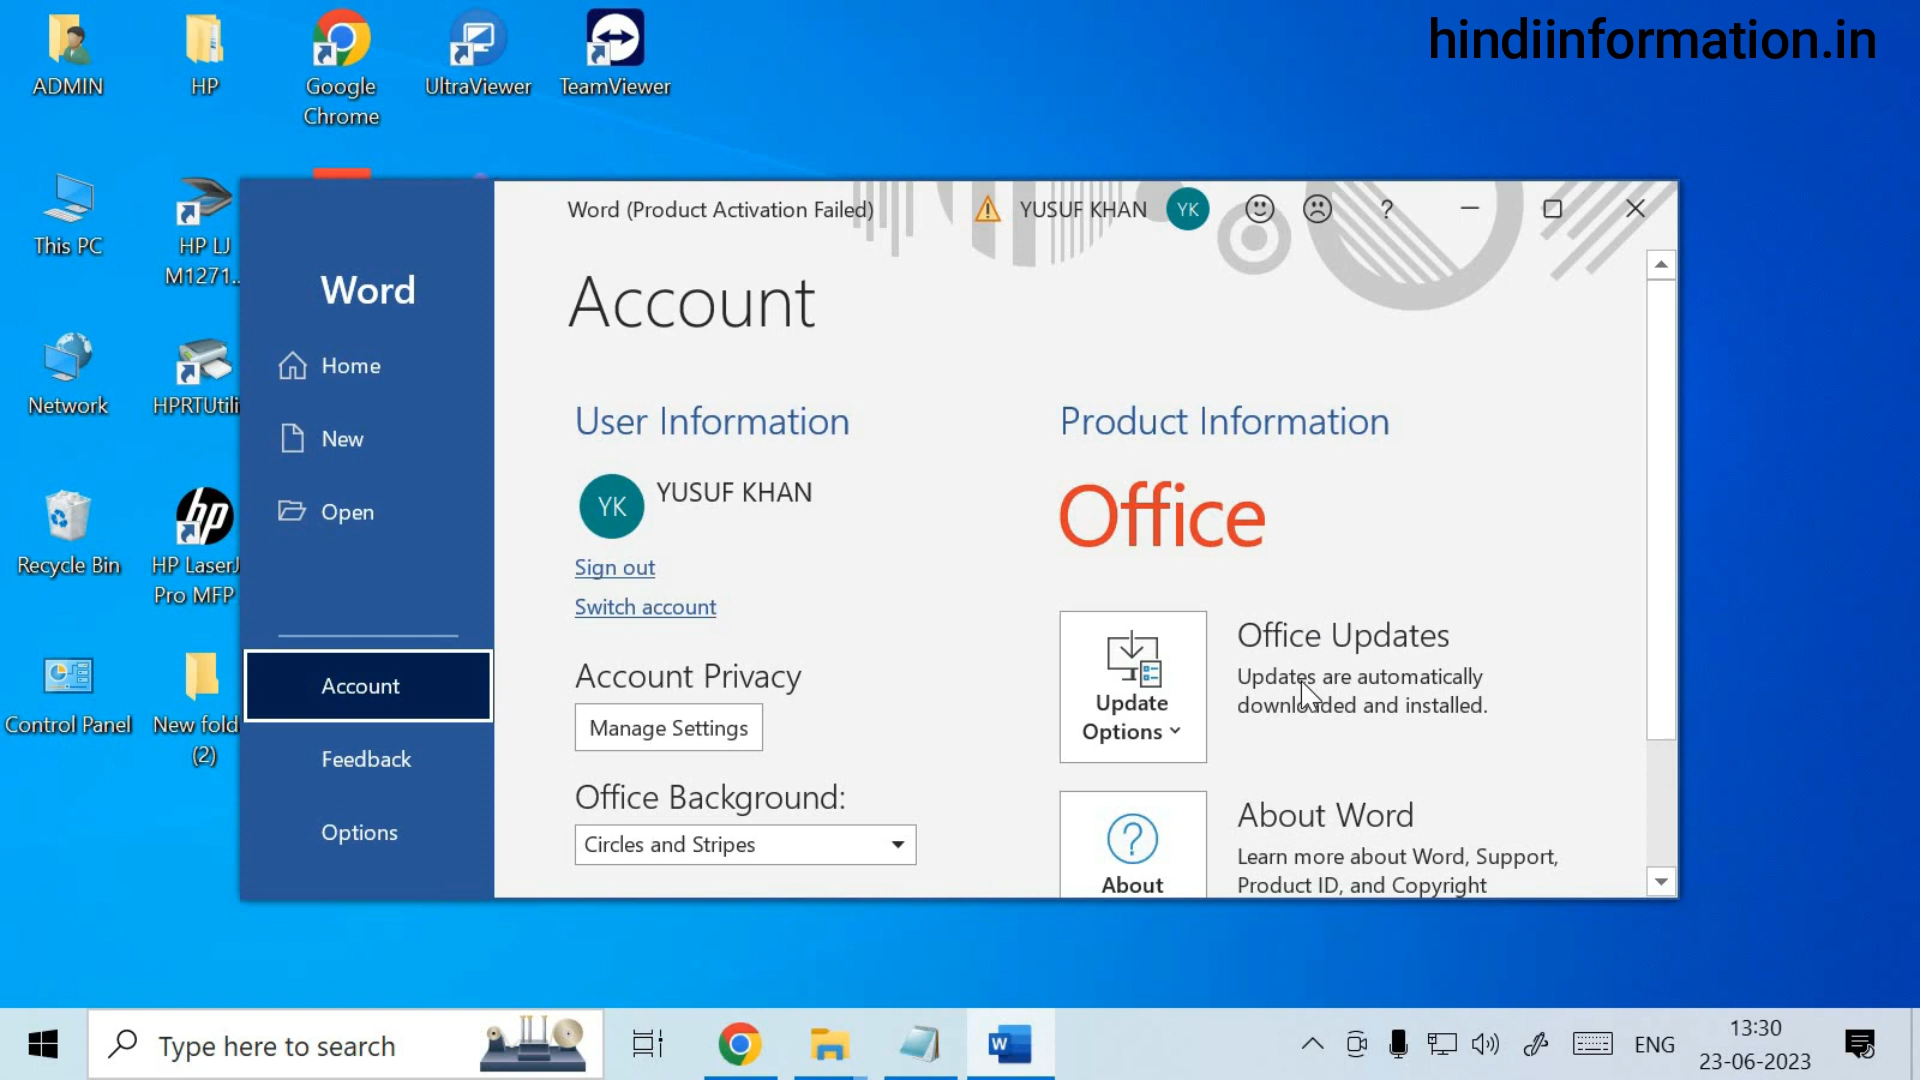 hindiinformation.in
ADMIN
HP
Google
Chrome
UltraViewer
TeamViewer
This PC
HP LJ
M1271..
Network
HPRTUtili
Recycle Bin
HP LaserJ
Pro MFP
Control Panel
New fold
(2)
Word (Product Activation Failed)
YUSUF KHAN
YK
?
Word
Home
New
Open
Account
Feedback
Options
Account
User Information
YK
YUSUF KHAN
Sign out
Switch account
Account Privacy
Manage Settings
Office Background:
Circles and Stripes
Product Information
Office
Update
Options
Office Updates
Updates are automatically
downloaded and installed.
?
About
About Word
Learn more about Word, Support,
Product ID, and Copyright
Type here to search
W
ENG
13:30
23-06-2023